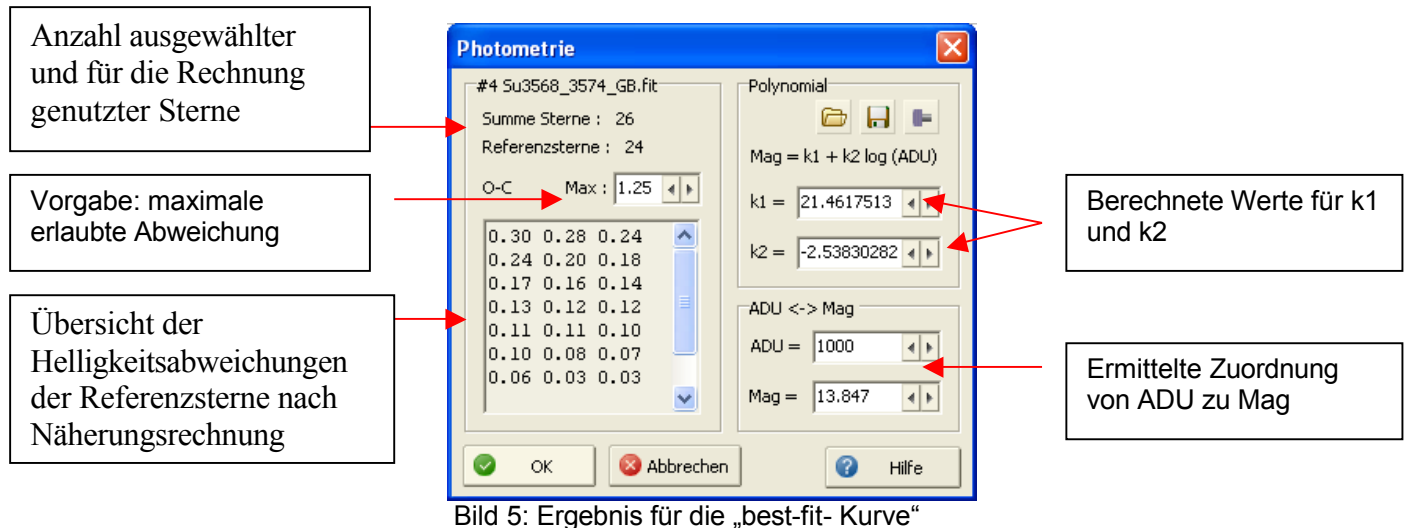 Anzahl ausgewählter
und für die Rechnung
genutzter Sterne
Vorgabe: maximale
erlaubte Abweichung
Übersicht der
Helligkeitsabweichungen
der Referenzsterne nach
Näherungsrechnung
Photometrie
#4 Su3568_3574_GB.fit
Summe Sterne : 26
Referenzsterne : 24
O-C Max : 1.25
0.30 0.28 0.24
0.24 0.20 0.18
0.17 0.16 0.14
0.13 0.12 0.12
0.11 0.11 0.10
0.10 0.08 0.07
0.06 0.03 0.03
Polynomial
Mag = k1 + k2 log (ADU)
k1 = 21.4617513
k2 = -2.53830282
ADU <-> Mag
ADU = 1000
Mag = 13.847
OK
Abbrechen
Hilfe
Berechnete Werte für k1
und k2
Ermittelte Zuordnung
von ADU zu Mag
Bild 5: Ergebnis für die „best-fit- Kurve“